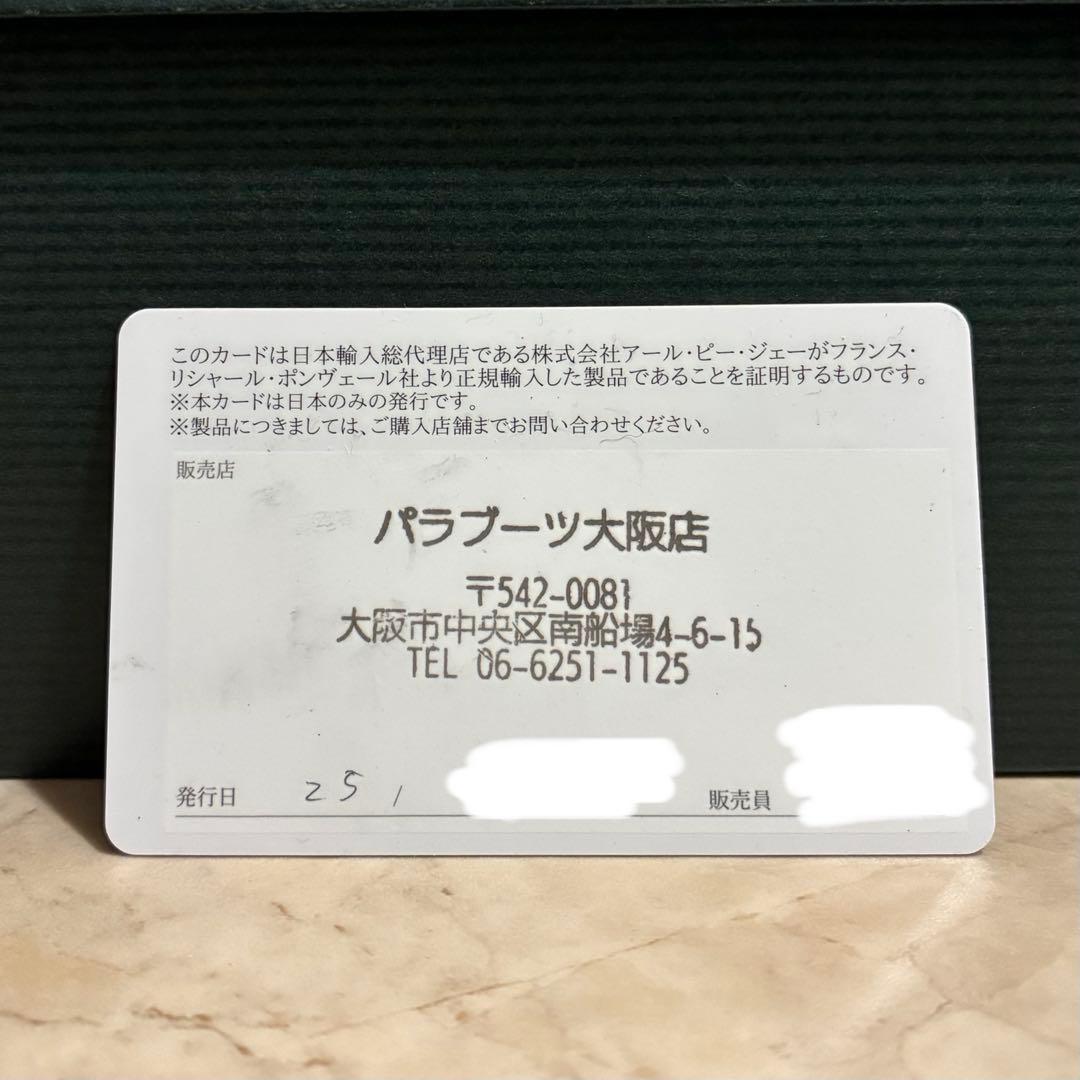 このカードは日本輸入総代理店である株式会社アール・ピー・ジェーがフランス・
リシャール・ポンヴェール社より正規輸入した製品であることを証明するものです。
※本カードは日本のみの発行です。
※製品につきましては、ご購入店舗までお問い合わせください。
販売店
パラブーツ大阪店
〒542-0081
大阪市中央区南船場4-6-15
TEL 06-6251-1125
発行日 25 /
販売員